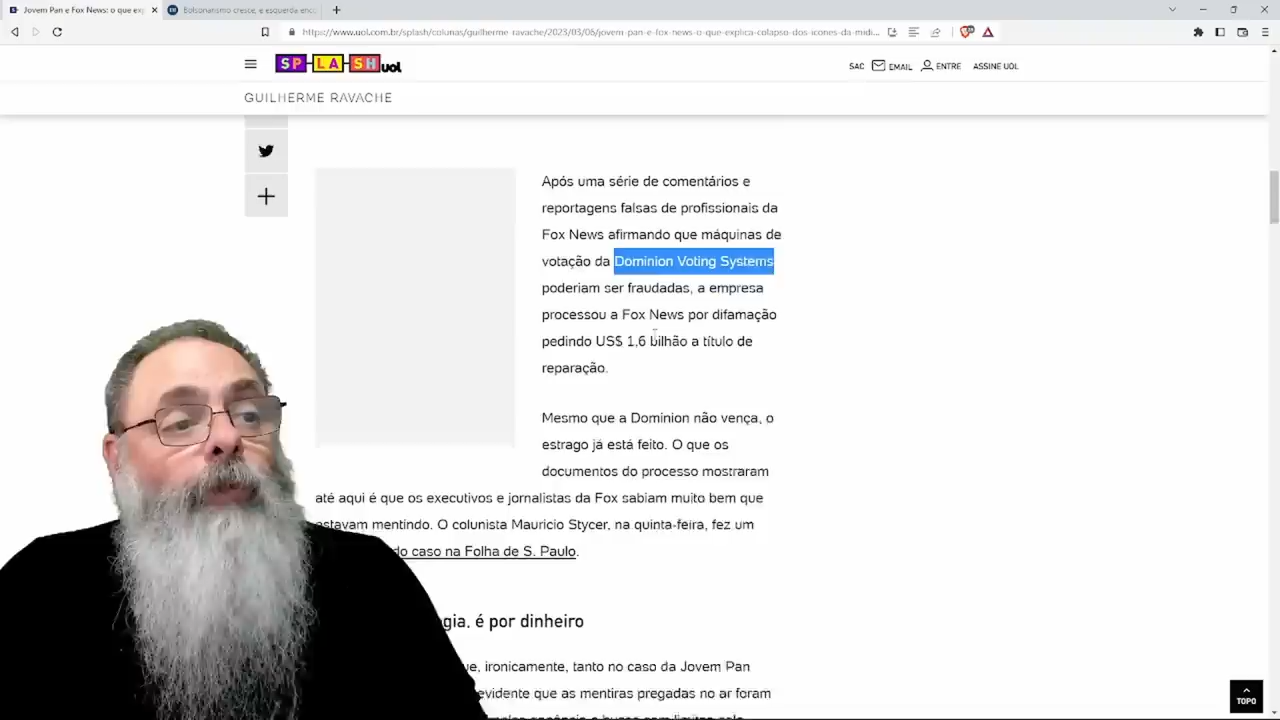 Jovem Pan e Fox News: o que exp
Bolsonarismo cresce, e esquerda enco
https://www.uol.com.br/splash/colunas/guilherme-ravache/2023/03/06/jovem-pan-e-fox-news-o-que-explica-colapso-dos-icones-da-midi...
SPLASH uol
SAC EMAIL ENTRE ASSINE UOL
GUILHERME RAVACHE
Após uma série de comentários e
reportagens falsas de profissionais da
Fox News afirmando que máquinas de
votação da Dominion Voting Systems
poderiam ser fraudadas, a empresa
processou a Fox News por difamação
pedindo US$ 1,6 bilhão a título de
reparação.
Mesmo que a Dominion não vença, o
estrago já está feito. O que os
documentos do processo mostraram
até aqui é que os executivos e jornalistas da Fox sabiam muito bem que
estavam mentindo. O colunista Mauricio Stycer, na quinta-feira, fez um
do caso na Folha de S. Paulo.
gia, é por dinheiro
ue, ironicamente, tanto no caso da Jovem Pan
evidente que as mentiras pregadas no ar foram
TOPO